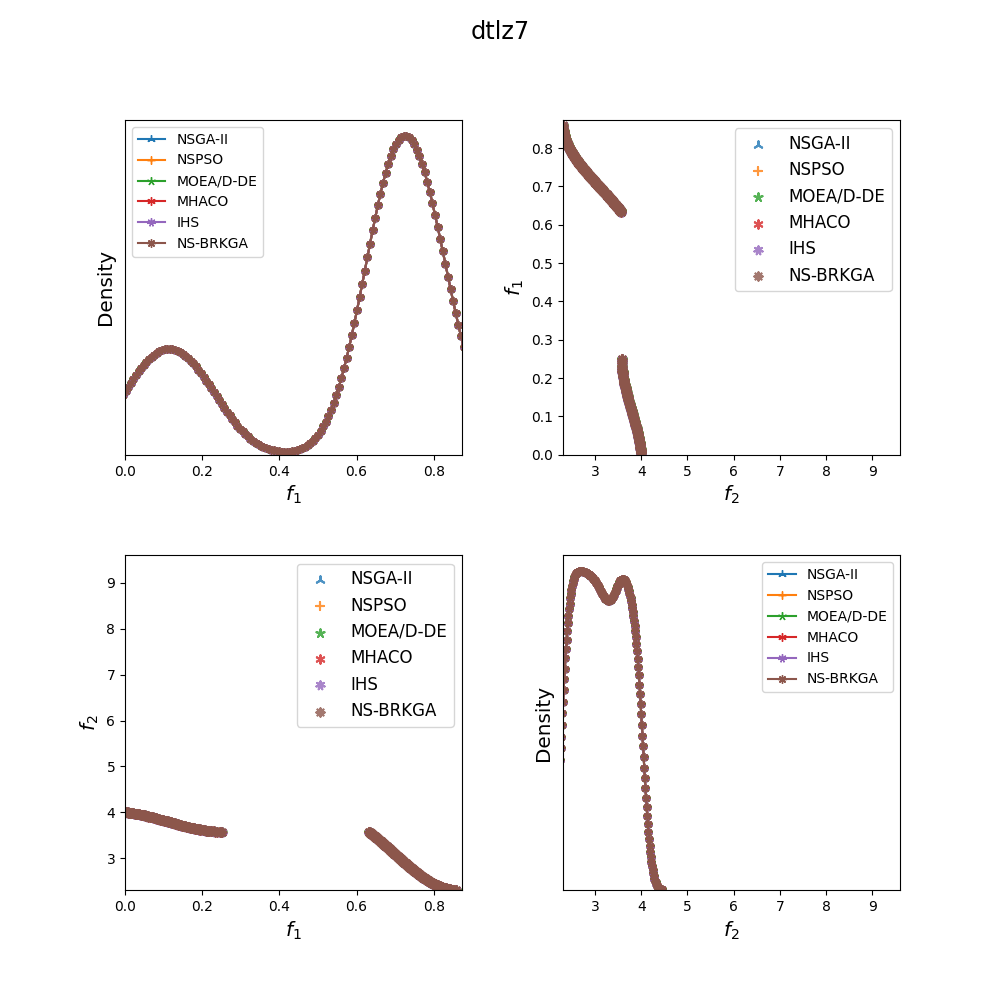 dtlz7
NSGA-II
NSPSO
MOEA/D-DE
MHACO
IHS
NS-BRKGA
Density
0.0 0.2 0.4 0.6 0.8
f1
NSGA-II
NSPSO
MOEA/D-DE
MHACO
IHS
NS-BRKGA
0.8
0.7
0.6
0.5
0.4
0.3
0.2
0.1
0.0
f1
3 4 5 6 7 8 9
f2
NSGA-II
NSPSO
MOEA/D-DE
MHACO
IHS
NS-BRKGA
9
8
7
6
5
4
3
f2
0.0 0.2 0.4 0.6 0.8
f1
NSGA-II
NSPSO
MOEA/D-DE
MHACO
IHS
NS-BRKGA
Density
3 4 5 6 7 8 9
f2